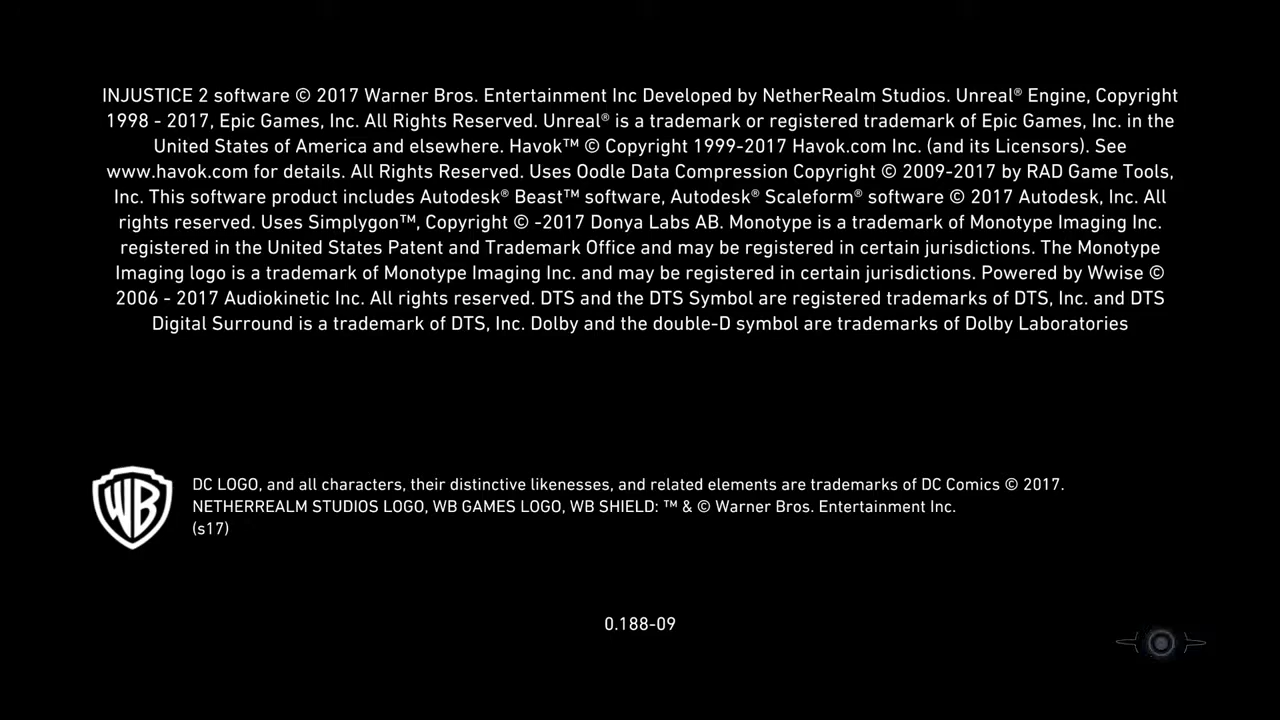 INJUSTICE 2 software © 2017 Warner Bros. Entertainment Inc Developed by NetherRealm Studios. Unreal® Engine, Copyright
1998 - 2017, Epic Games, Inc. All Rights Reserved. Unreal® is a trademark or registered trademark of Epic Games, Inc. in the
United States of America and elsewhere. Havok™ © Copyright 1999-2017 Havok.com Inc. (and its Licensors). See
www.havok.com for details. All Rights Reserved. Uses Oodle Data Compression Copyright © 2009-2017 by RAD Game Tools,
Inc. This software product includes Autodesk® Beast™ software, Autodesk® Scaleform® software © 2017 Autodesk, Inc. All
rights reserved. Uses Simplygon™, Copyright © -2017 Donya Labs AB. Monotype is a trademark of Monotype Imaging Inc.
registered in the United States Patent and Trademark Office and may be registered in certain jurisdictions. The Monotype
Imaging logo is a trademark of Monotype Imaging Inc. and may be registered in certain jurisdictions. Powered by Wwise ©
2006 - 2017 Audiokinetic Inc. All rights reserved. DTS and the DTS Symbol are registered trademarks of DTS, Inc. and DTS
Digital Surround is a trademark of DTS, Inc. Dolby and the double-D symbol are trademarks of Dolby Laboratories
WB
DC LOGO, and all characters, their distinctive likenesses, and related elements are trademarks of DC Comics © 2017.
NETHERREALM STUDIOS LOGO, WB GAMES LOGO, WB SHIELD: ™ & © Warner Bros. Entertainment Inc.
(s17)
0.188-09